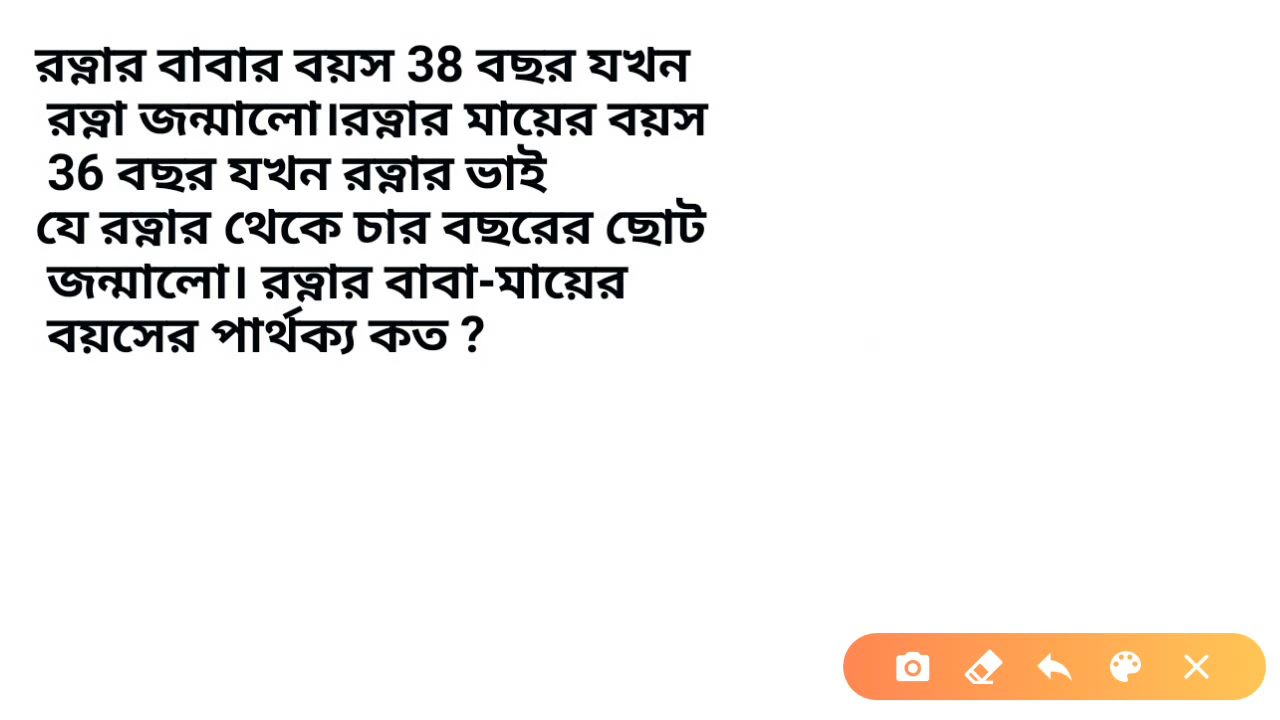 রত্নার বাবার বয়স 38 বছর যখন
রত্না জন্মালো।রত্নার মায়ের বয়স
36 বছর যখন রত্নার ভাই
যে রত্নার থেকে চার বছরের ছোট
জন্মালো। রত্নার বাবা-মায়ের
বয়সের পার্থক্য কত ?